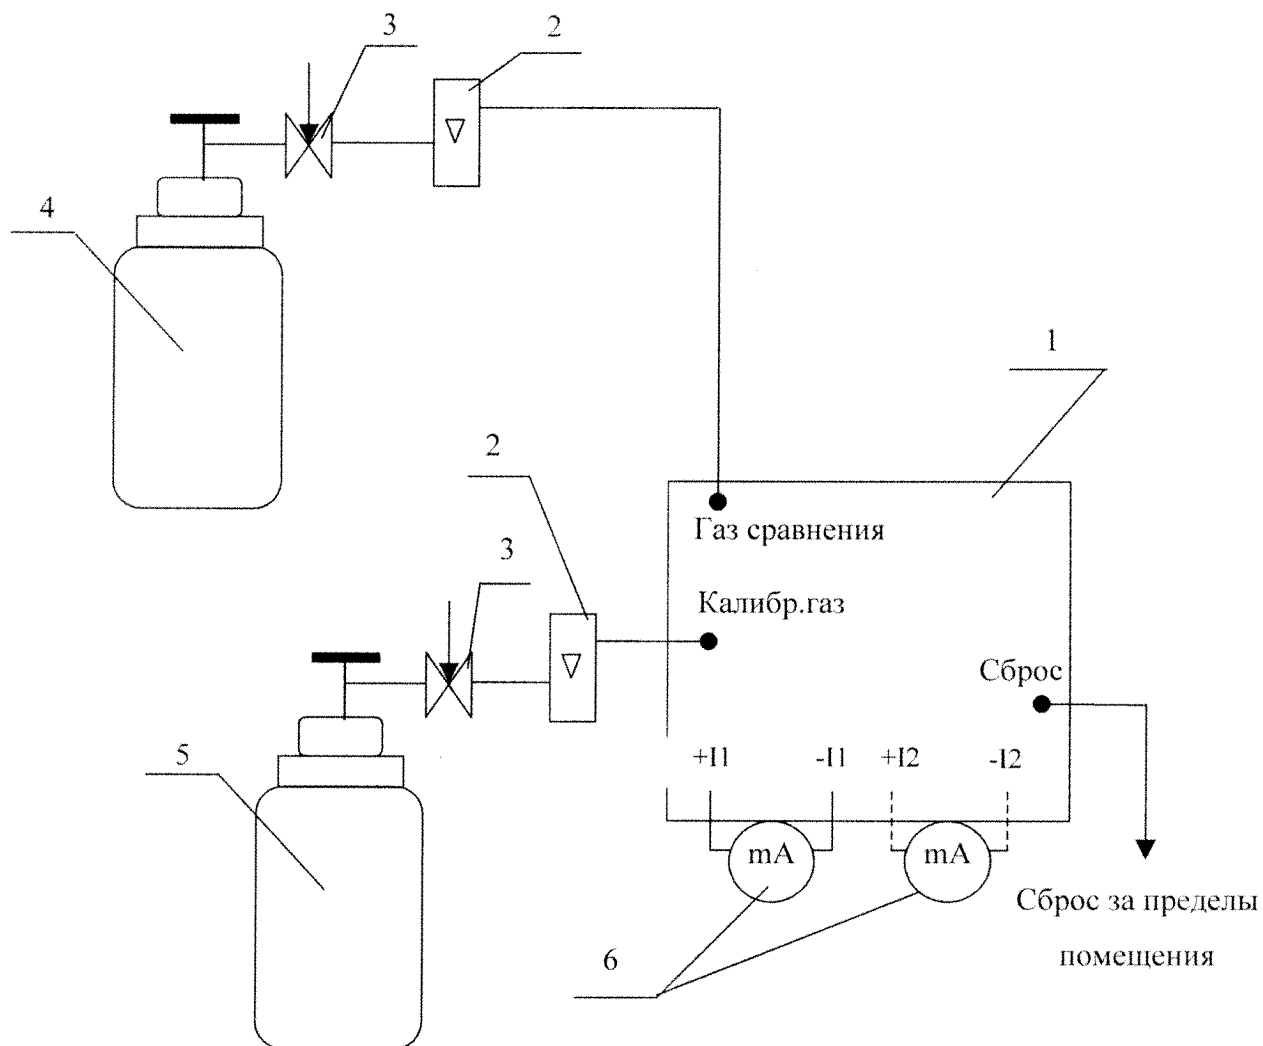 3
2
4
1
2
Газ сравнения
3
Калибр.газ
Сброс
5
+I1
-I1
+I2
-I2
mA
mA
Сброс за пределы
помещения
6